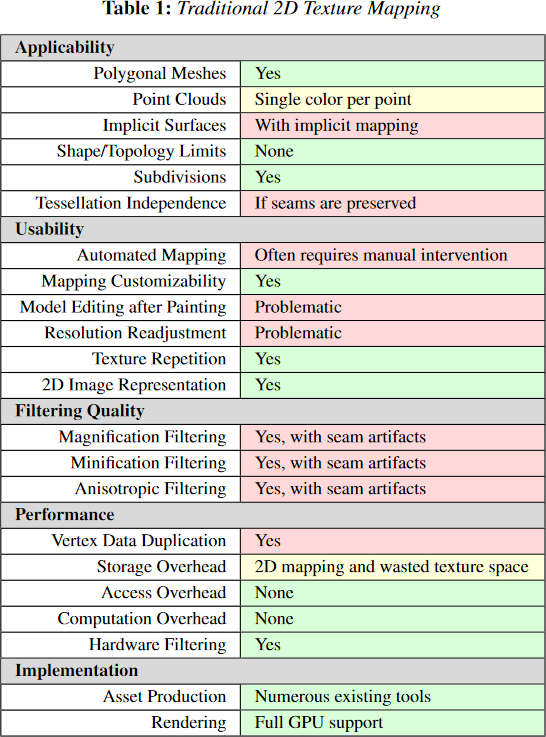 Table 1: Traditional 2D Texture Mapping
Applicability
Polygonal Meshes Yes
Point Clouds Single color per point
Implicit Surfaces With implicit mapping
Shape/Topology Limits None
Subdivisions Yes
Tessellation Independence If seams are preserved
Usability
Automated Mapping Often requires manual intervention
Mapping Customizability Yes
Model Editing after Painting Problematic
Resolution Readjustment Problematic
Texture Repetition Yes
2D Image Representation Yes
Filtering Quality
Magnification Filtering Yes, with seam artifacts
Minification Filtering Yes, with seam artifacts
Anisotropic Filtering Yes, with seam artifacts
Performance
Vertex Data Duplication Yes
Storage Overhead 2D mapping and wasted texture space
Access Overhead None
Computation Overhead None
Hardware Filtering Yes
Implementation
Asset Production Numerous existing tools
Rendering Full GPU support